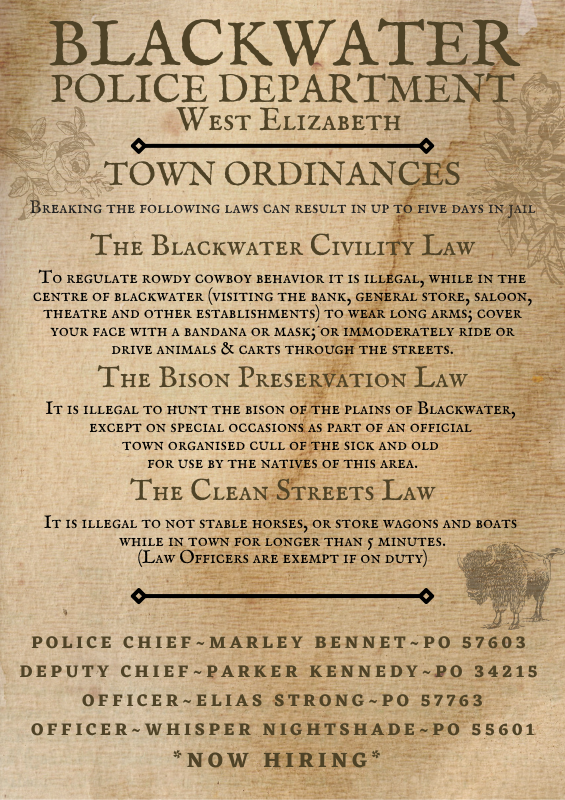 BLACKWATER
POLICE DEPARTMENT
West Elizabeth
TOWN ORDINANCES
Breaking the following laws can result in up to five days in jail
The Blackwater Civility Law
To regulate rowdy cowboy behavior it is illegal, while in the
centre of blackwater (visiting the bank, general store, saloon,
theatre and other establishments) to wear long arms; cover
your face with a bandana or mask; or immoderately ride or
drive animals & carts through the streets.
The Bison Preservation Law
It is illegal to hunt the bison of the plains of Blackwater,
except on special occasions as part of an official
town organised cull of the sick and old
for use by the natives of this area.
The Clean Streets Law
It is illegal to not stable horses, or store wagons and boats
while in town for longer than 5 minutes.
(Law Officers are exempt if on duty)
POLICE CHIEF~MARLEY BENNET~PO 57603
DEPUTY CHIEF~PARKER KENNEDY~PO 34215
OFFICER~ELIAS STRONG~PO 57763
OFFICER~WHISPER NIGHTSHADE~PO 55601
*NOW HIRING*